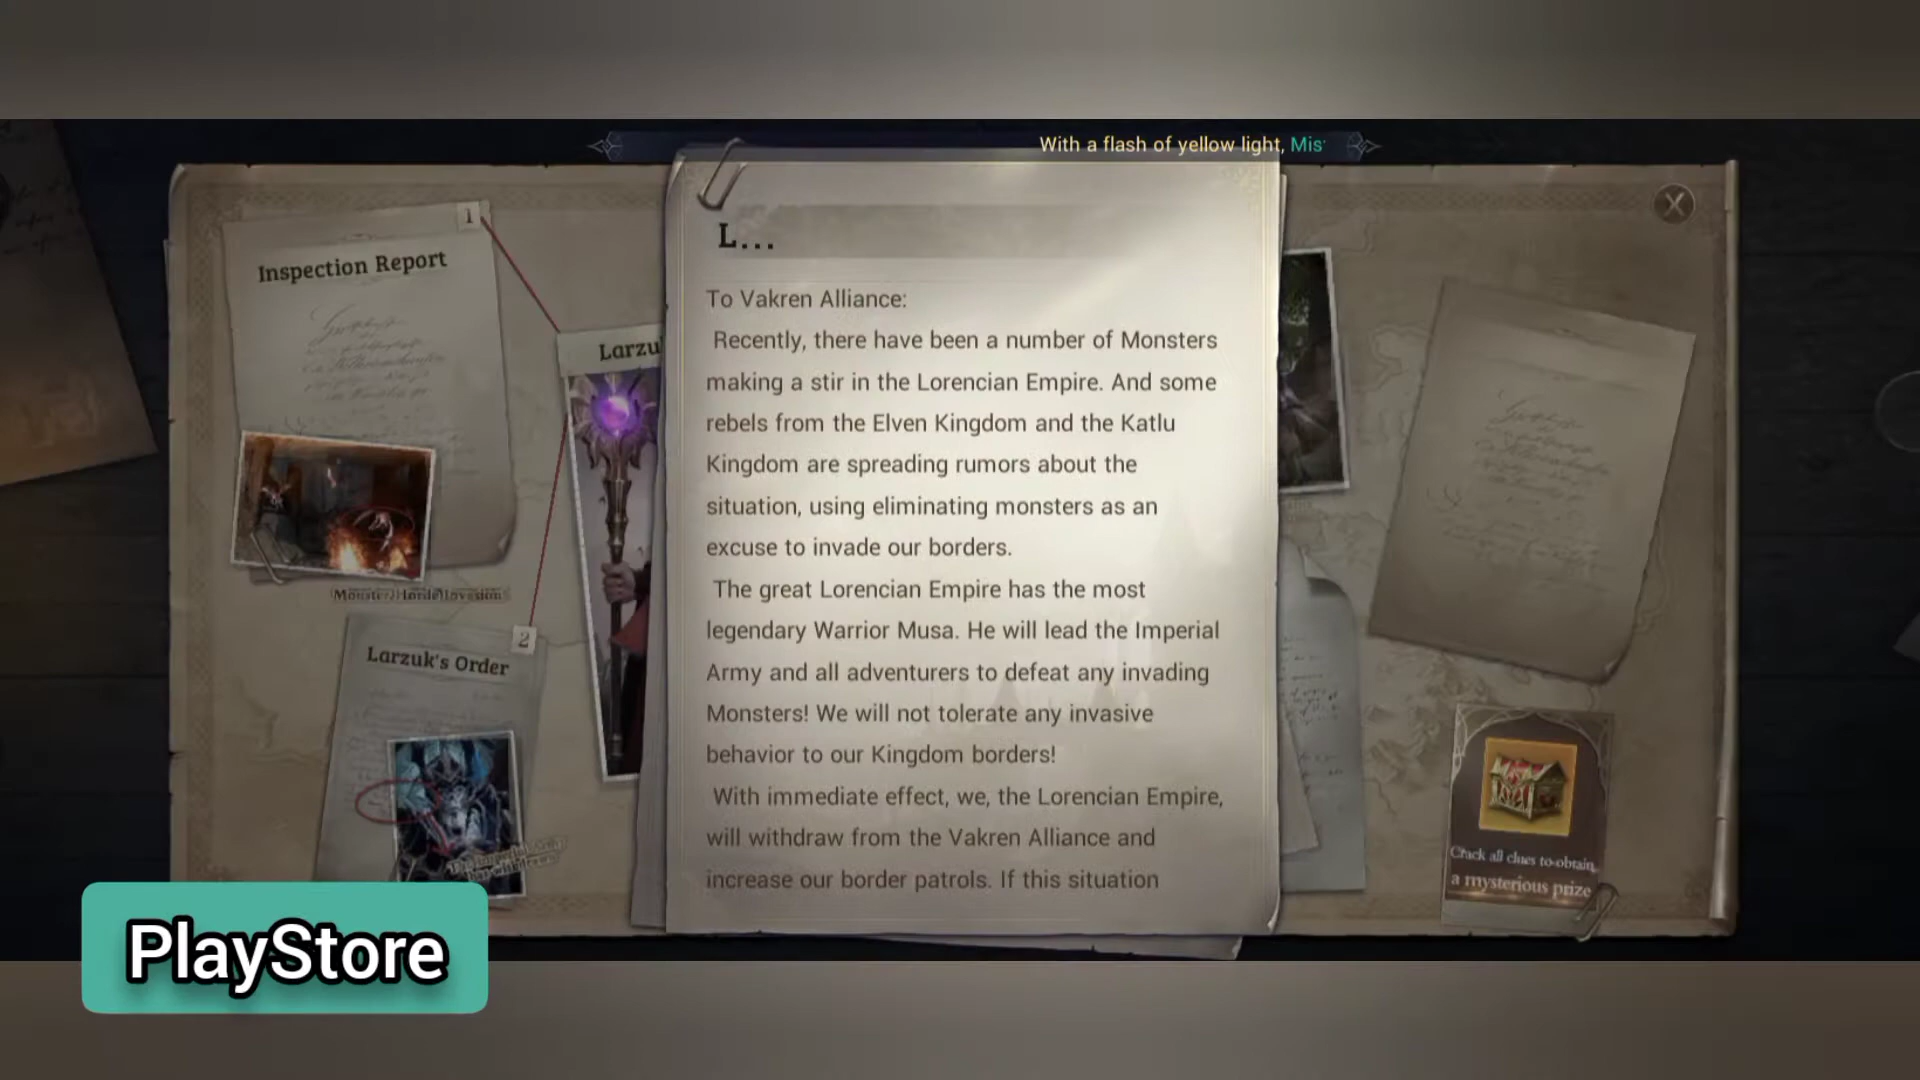 With a flash of yellow light, Mis
1
Inspection Report
Monster Horde Invasion
2
Larzuk's Order
Larzu
L...
To Vakren Alliance:
Recently, there have been a number of Monsters
making a stir in the Lorencian Empire. And some
rebels from the Elven Kingdom and the Katlu
Kingdom are spreading rumors about the
situation, using eliminating monsters as an
excuse to invade our borders.
The great Lorencian Empire has the most
legendary Warrior Musa. He will lead the Imperial
Army and all adventurers to defeat any invading
Monsters! We will not tolerate any invasive
behavior to our Kingdom borders!
With immediate effect, we, the Lorencian Empire,
will withdraw from the Vakren Alliance and
increase our border patrols. If this situation
X
Crack all clues to obtain
a mysterious prize
PlayStore